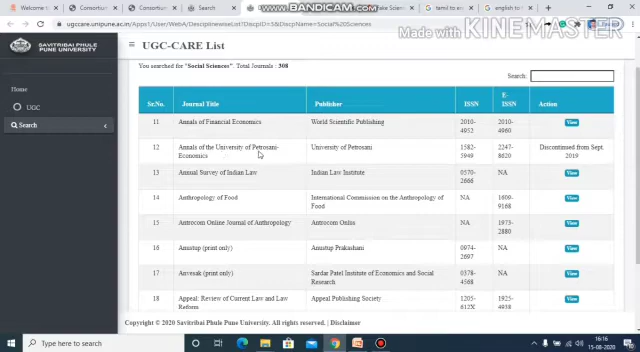 Consortium
Consortium
Search
WWW.BANDICAM.COM
tamil to en
english to
Made with KINEMASTER
ugccare.unipune.ac.in/Apps1/User/WebA/DesciplinewiseList?DiscpID=S&DiscpName=Social%20Sciences
SAVITRIBAI PHULE
PUNE UNIVERSITY
UGC-CARE List
You searched for "Social Sciences". Total Journals : 308
Search:
Home
UGC
Search
Sr.No. Journal Title Publisher ISSN E-ISSN Action
11 Annals of Financial Economics World Scientific Publishing 2010-4952 2010-4960 View
12 Annals of the University of Petrosani-Economics University of Petrosani 1582-5949 2247-8620 Discontinued from Sept. 2019
13 Annual Survey of Indian Law Indian Law Institute 0570-2666 NA View
14 Anthropology of Food International Commission on the Anthropology of Food NA 1609-9168 View
15 Antrocom Online Journal of Anthropology Antrocom Onlus NA 1973-2880 View
16 Anustup (print only) Anustup Prakashani 0974-2697 NA View
17 Anvesak (print only) Sardar Patel Institute of Economics and Social Research 0378-4568 NA View
18 Appeal: Review of Current Law and Law Reform Appeal Publishing Society 1205-612X 1925-4938 View
Copyright © 2020 Savitribai Phule Pune University. All rights reserved. | Disclaimer
Type here to search
16:16
15-08-2020